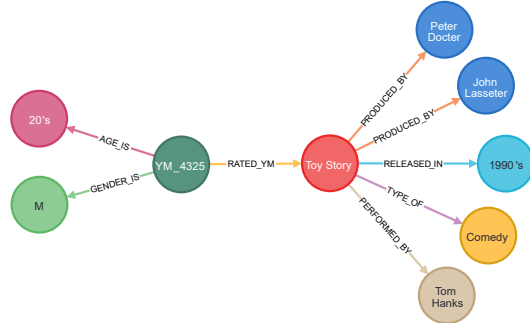 Peter
Docter
PRODUCED_BY
John
Lasseter
PRODUCED_BY
20's
AGE_IS
YM_4325
RATED_YM
Toy Story
RELEASED_IN
1990's
GENDER_IS
M
TYPE_OF
Comedy
PERFORMED_BY
Tom
Hanks